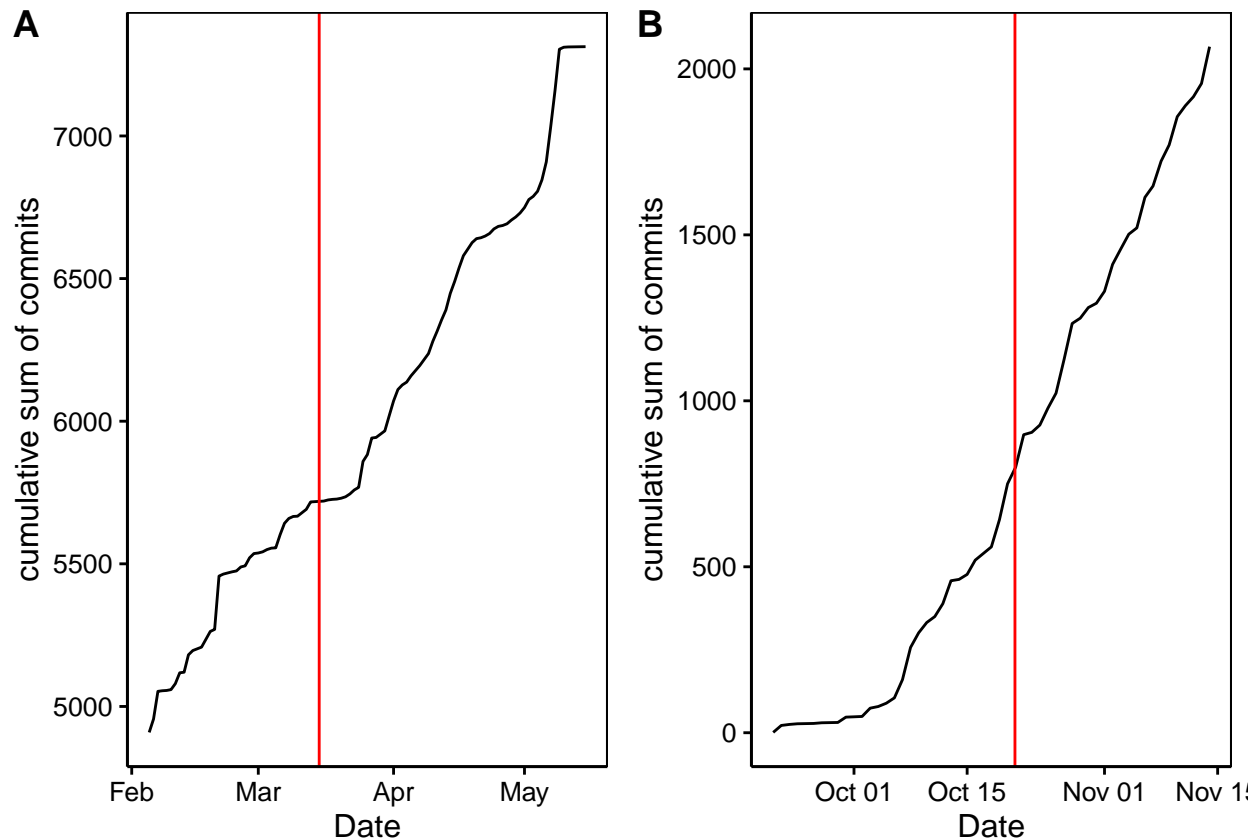 A
B
cumulative sum of commits
7000
6500
6000
5500
5000
Feb
Mar
Apr
May
Date
cumulative sum of commits
2000
1500
1000
500
0
Oct 01
Oct 15
Nov 01
Nov 15
Date